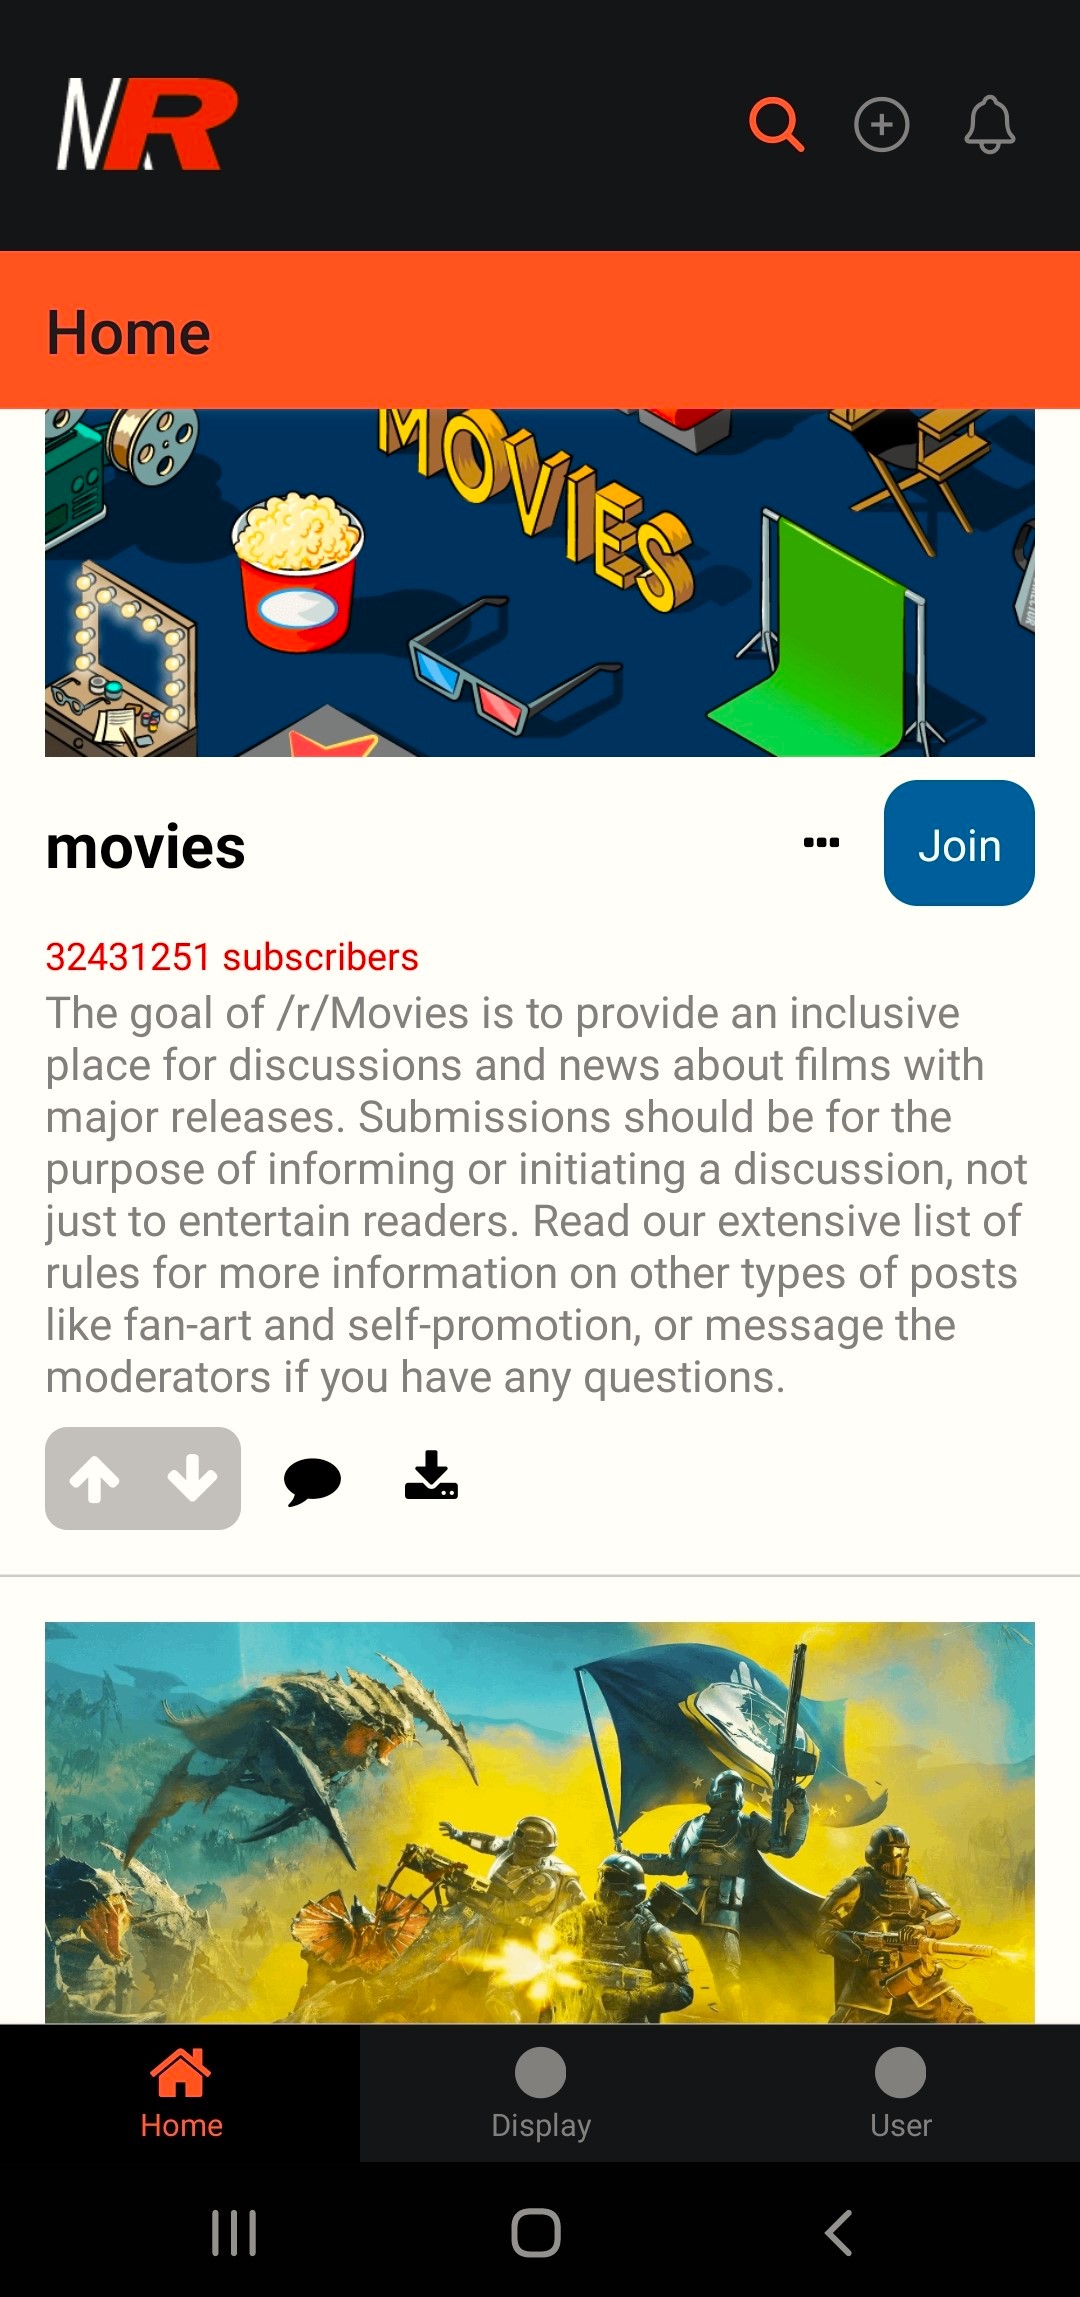 NR
Home
MOVIES
movies
Join
32431251 subscribers
The goal of /r/Movies is to provide an inclusive
place for discussions and news about films with
major releases. Submissions should be for the
purpose of informing or initiating a discussion, not
just to entertain readers. Read our extensive list of
rules for more information on other types of posts
like fan-art and self-promotion, or message the
moderators if you have any questions.
Home
Display
User